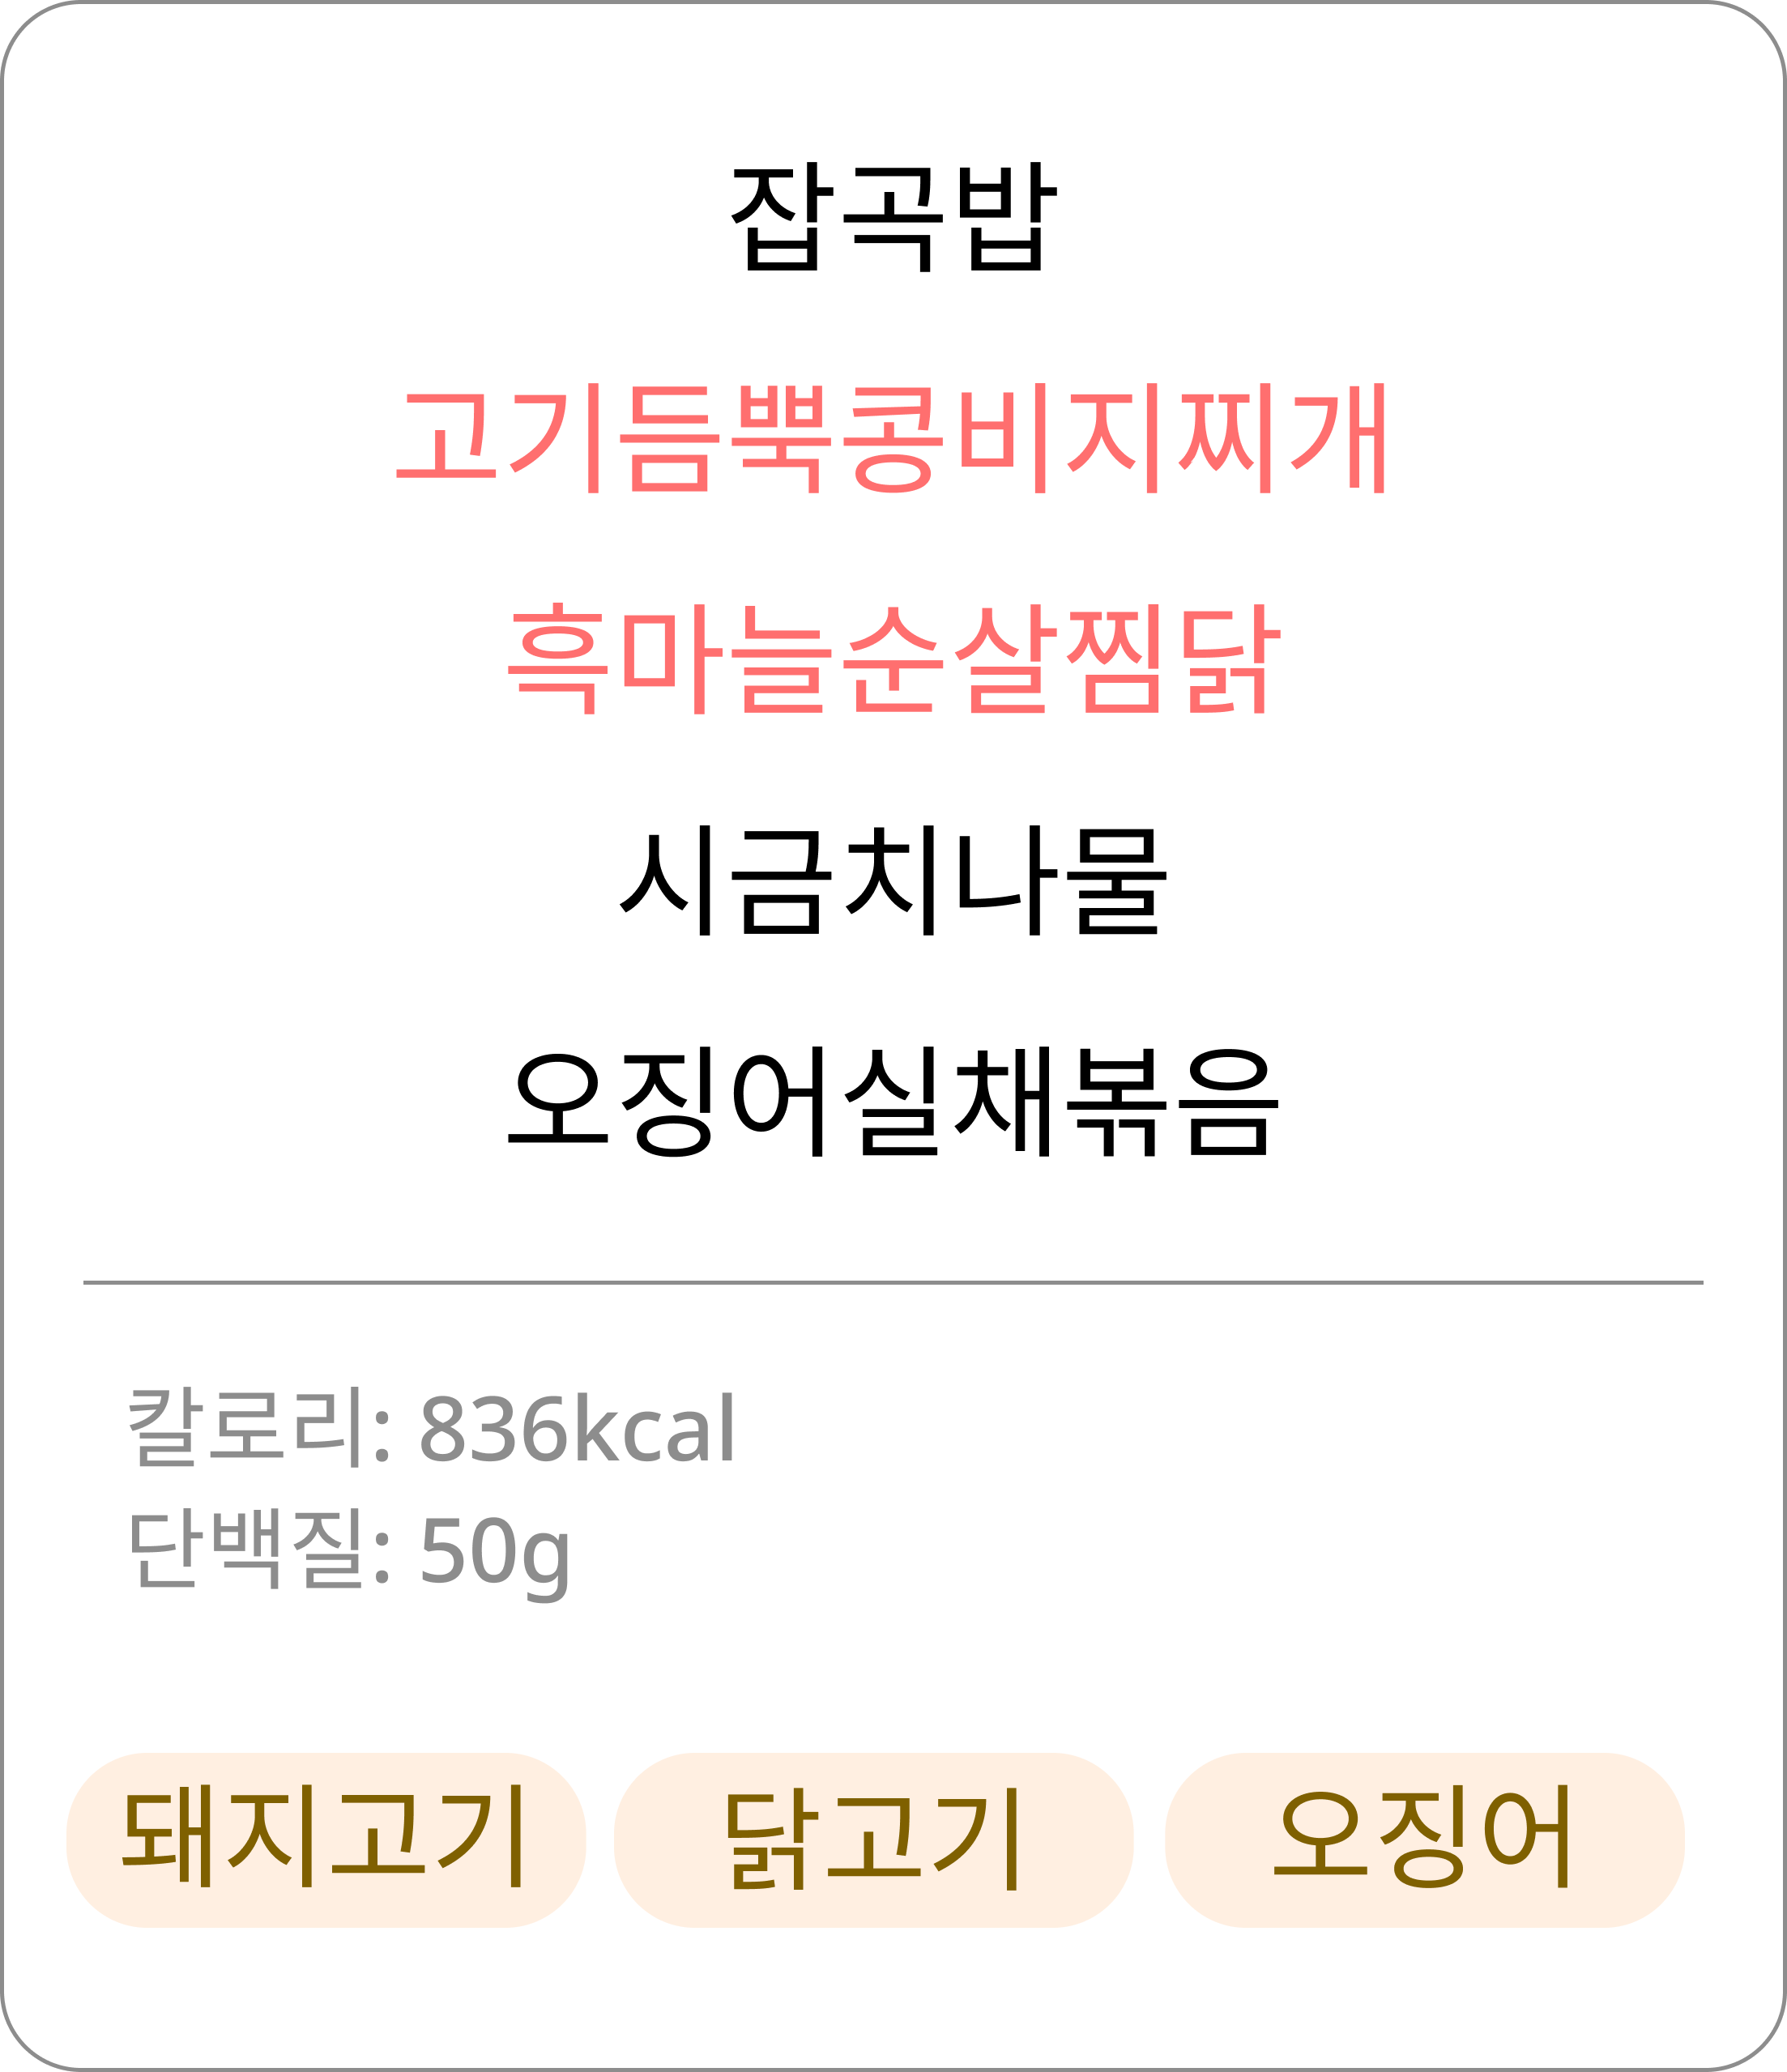 잡곡밥
고기듬뿍콩비지찌개
흑마늘순살찜닭
시금치나물
오징어실채볶음
칼로리: 836kcal
단백질: 50g
돼지고기 닭고기 오징어